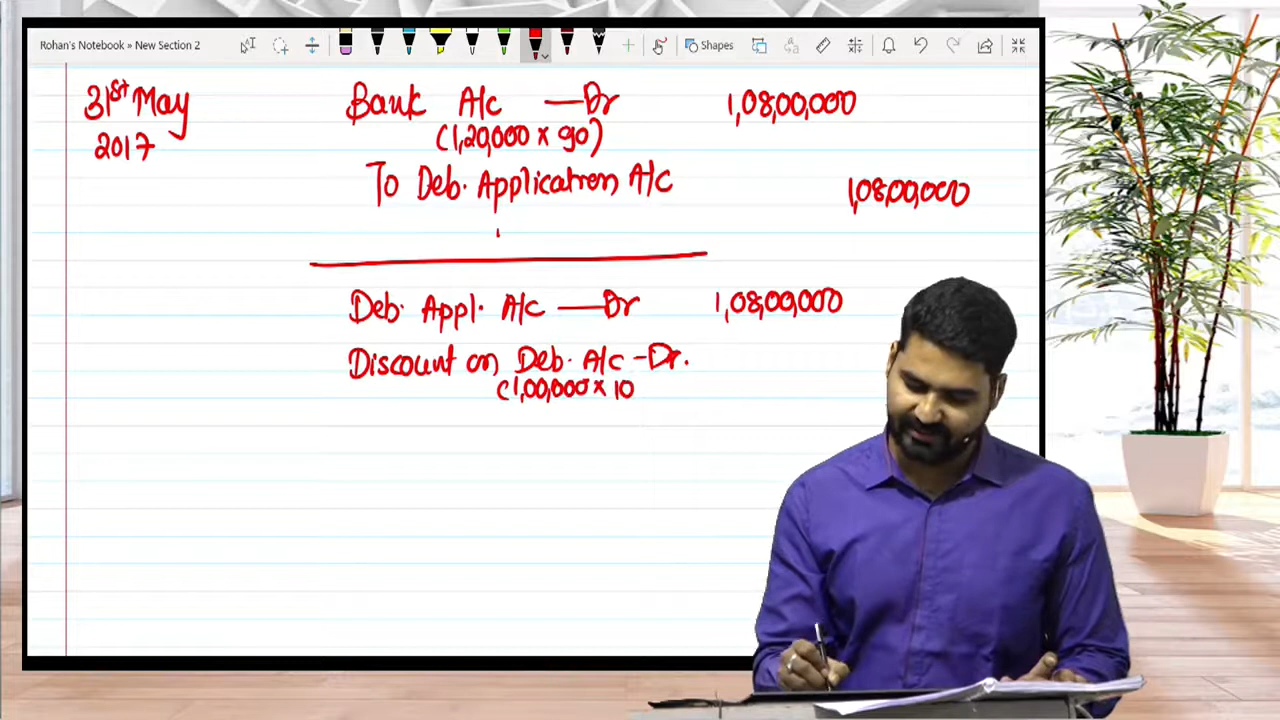 Rohan's Notebook » New Section 2
Shapes
31st May
2017
Bank A/c — Dr 1,08,00,000
(1,20,000 × 90)
To Deb. Application A/c 1,08,00,000
Deb. Appl. A/c — Dr 1,08,00,000
Discount on Deb. A/c - Dr.
(1,00,000 × 10